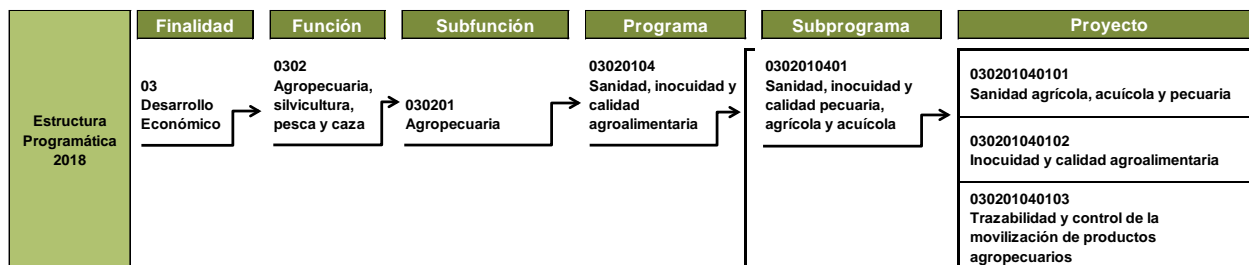 Finalidad
Función
Subfunción
Programa
Subprograma
Proyecto
Estructura
Programática
2018
03
Desarrollo
Económico
0302
Agropecuaria,
silvicultura,
pesca y caza
030201
Agropecuaria
03020104
Sanidad, inocuidad y
calidad
agroalimentaria
0302010401
Sanidad, inocuidad y
calidad pecuaria,
agrícola y acuícola
030201040101
Sanidad agrícola, acuícola y pecuaria
030201040102
Inocuidad y calidad agroalimentaria
030201040103
Trazabilidad y control de la
movilización de productos
agropecuarios